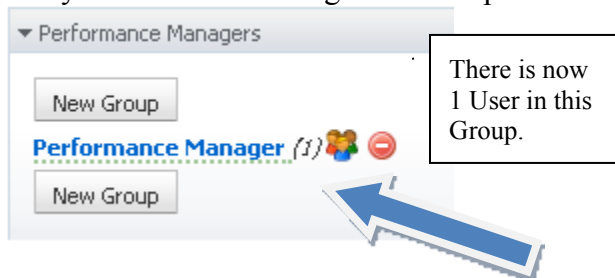 Performance Managers
There is now
1 User in this
Group.
New Group
Performance Manager (1)
New Group